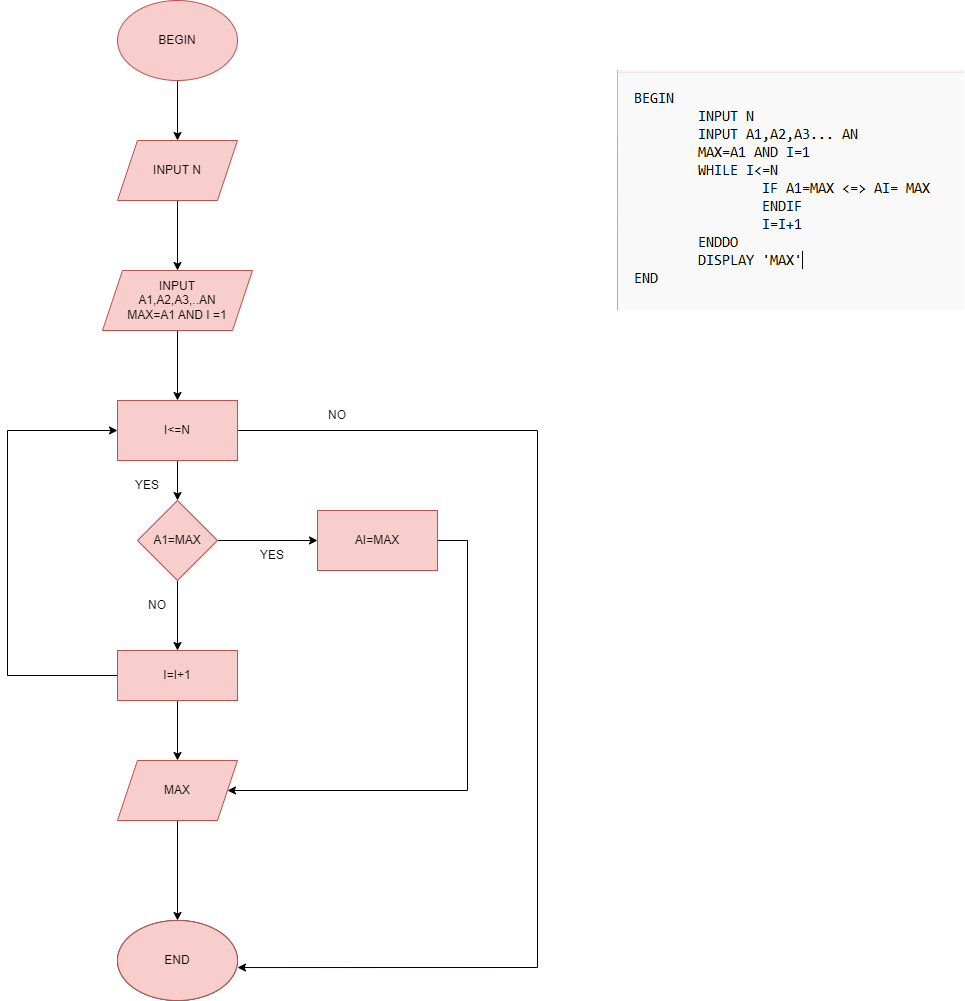 BEGIN
INPUT N
INPUT
A1,A2,A3,..AN
MAX=A1 AND I =1
I<=N
NO
YES
A1=MAX
YES
AI=MAX
NO
I=I+1
MAX
END
BEGIN
INPUT N
INPUT A1,A2,A3... AN
MAX=A1 AND I=1
WHILE I<=N
IF A1=MAX <=> AI= MAX
ENDIF
I=I+1
ENDDO
DISPLAY 'MAX'
END